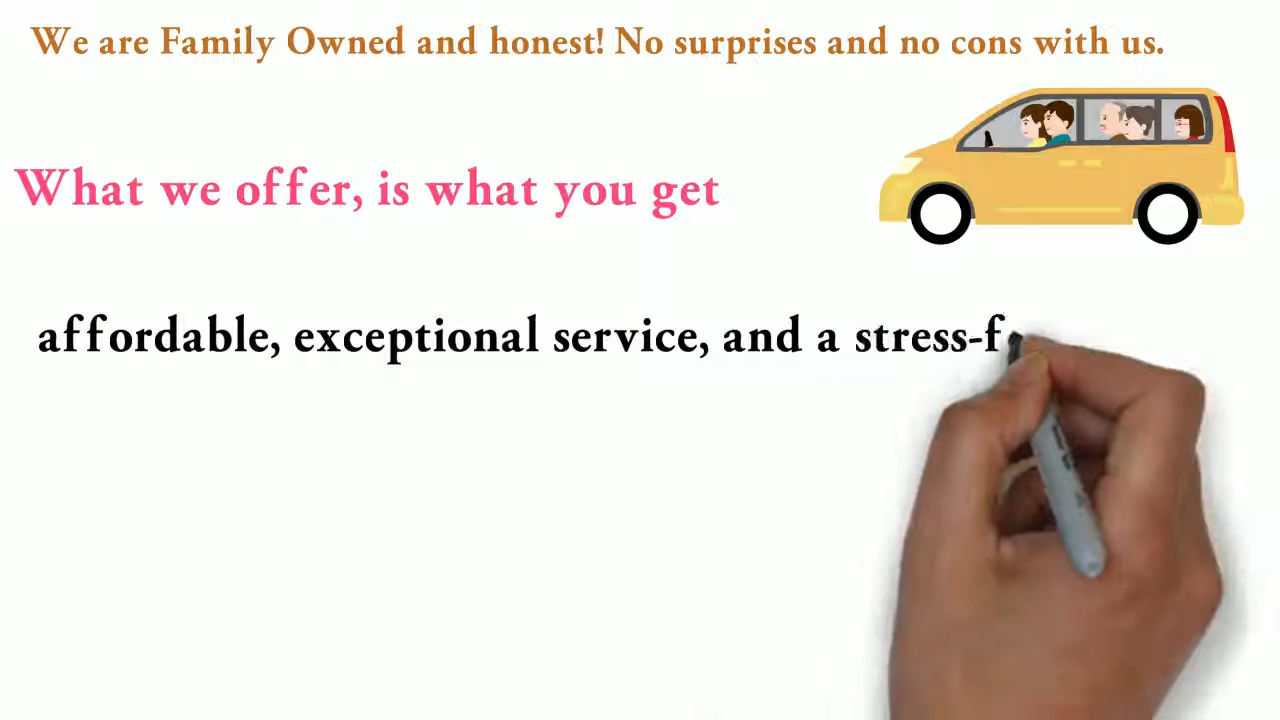 We are Family Owned and honest! No surprises and no cons with us.
What we offer, is what you get
affordable, exceptional service, and a stress-f